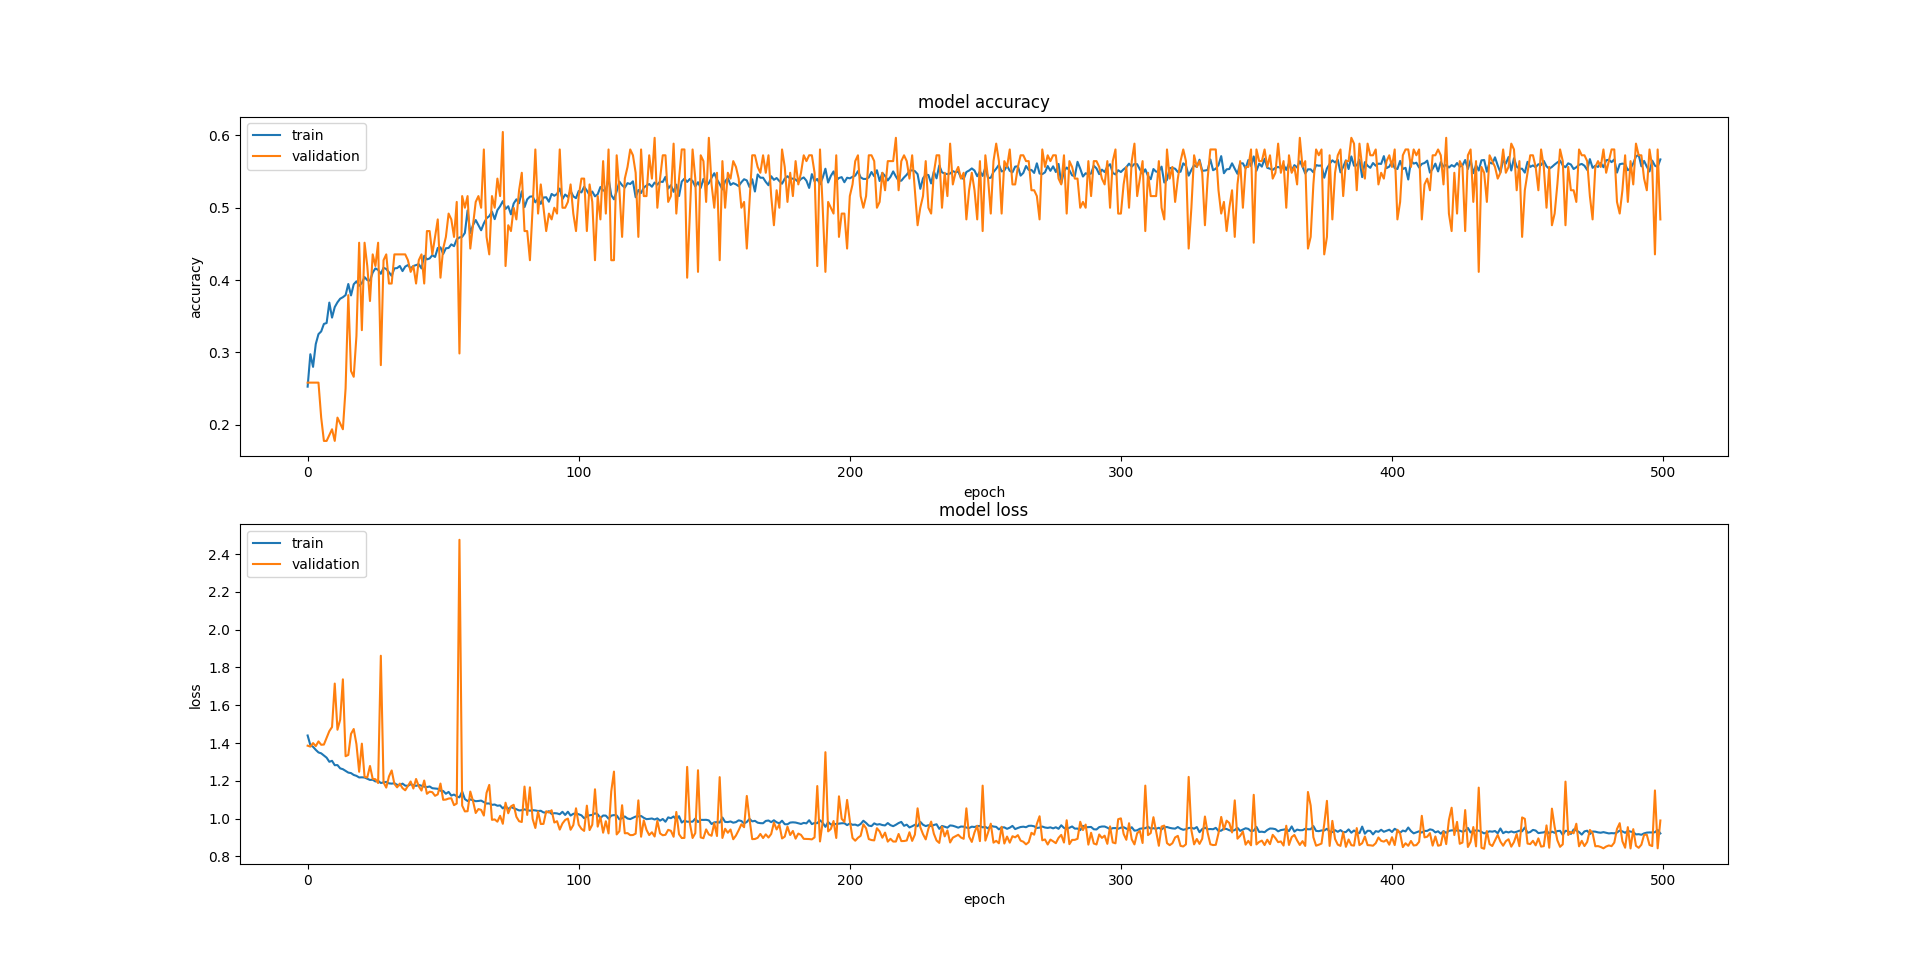 model accuracy
train
validation
0.6
0.5
0.4
0.3
0.2
accuracy
0 100 200 300 400 500
epoch
model loss
train
validation
2.4
2.2
2.0
1.8
1.6
1.4
1.2
1.0
0.8
loss
0 100 200 300 400 500
epoch